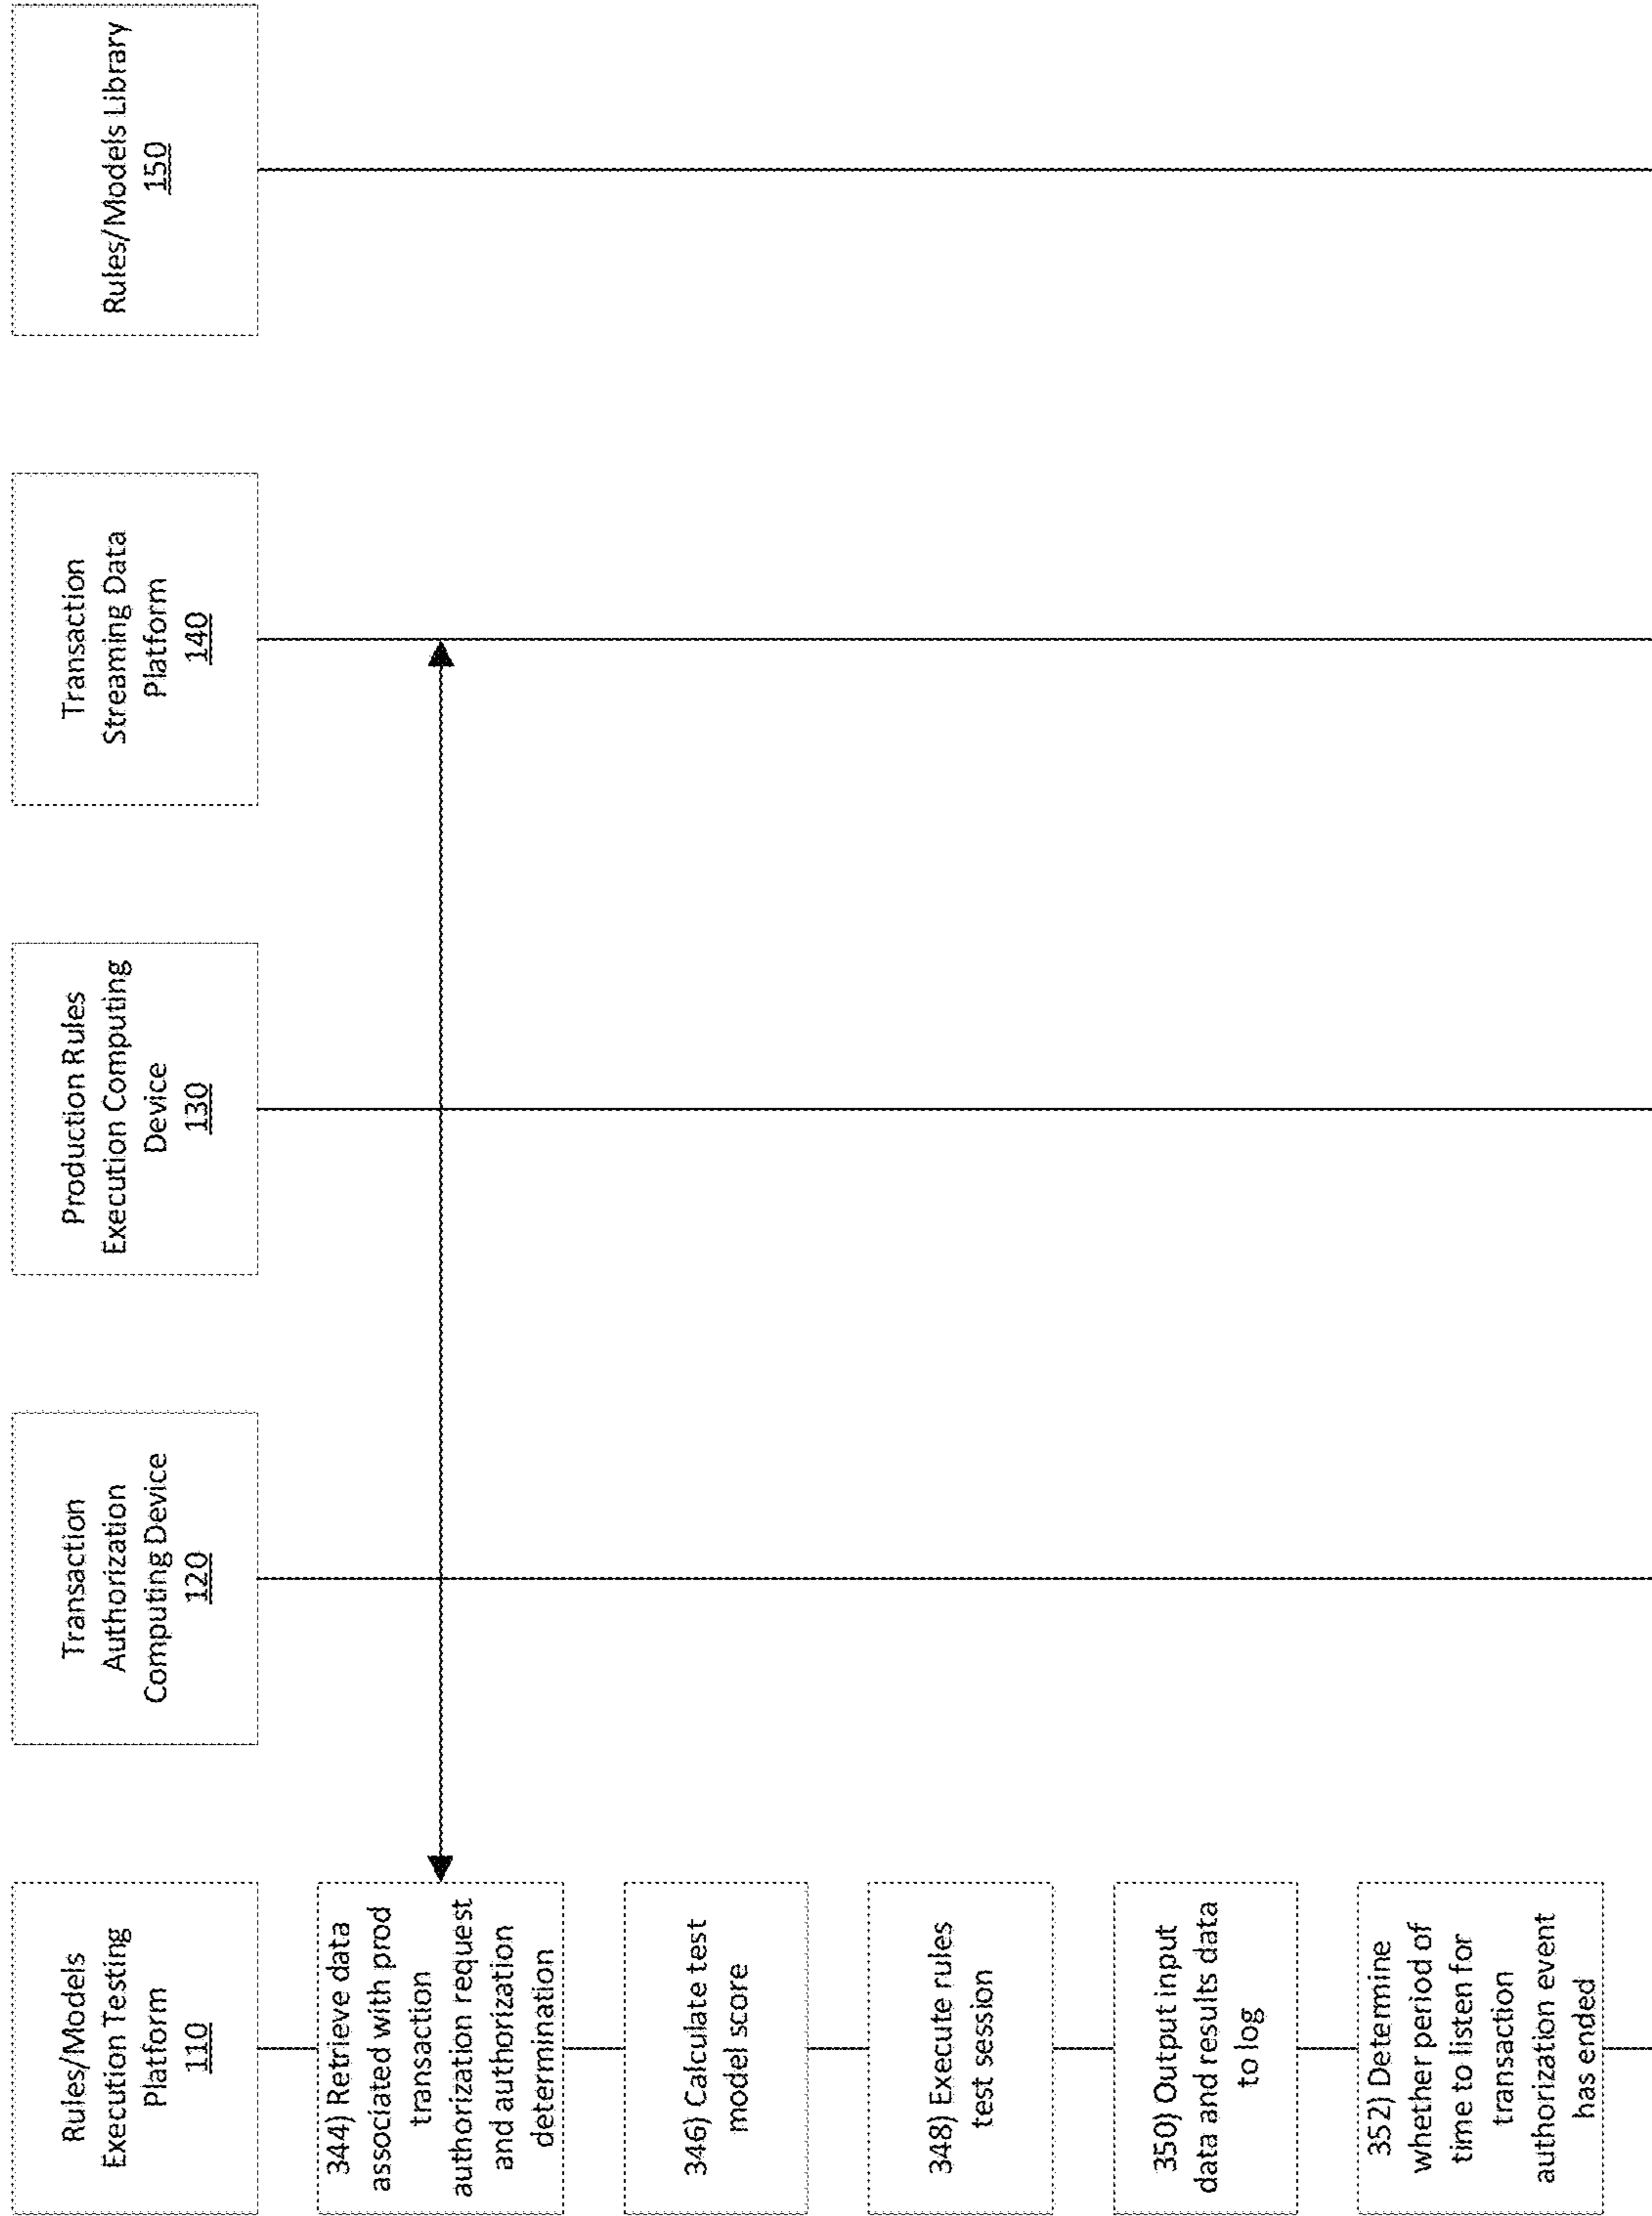 Rules/Models
Execution Testing
Platform
110
Transaction
Authorization
Computing Device
120
Production Rules
Execution Computing
Device
130
Transaction
Streaming Data
Platform
140
Rules/Models Library
150
344) Retrieve data
associated with prod
transaction
authorization request
and authorization
determination
346) Calculate test
model score
348) Execute rules
test session
350) Output input
data and results data
to log
352) Determine
whether period of
time to listen for
transaction
authorization event
has ended